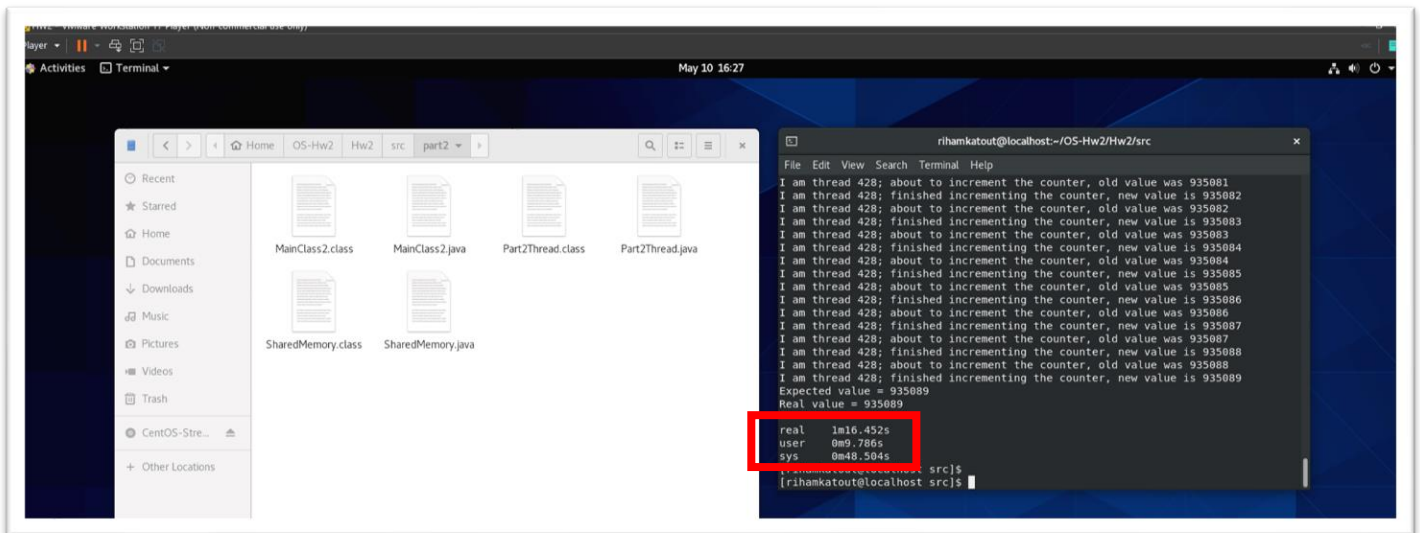 HW2 - VMware Workstation 17 Player (Non-commercial use only)
Player
Activities Terminal May 10 16:27
Home OS-Hw2 Hw2 src part2
Recent
Starred
Home
Documents
Downloads
Music
Pictures
Videos
Trash
CentOS-Stre...
+ Other Locations
MainClass2.class MainClass2.java Part2Thread.class Part2Thread.java
SharedMemory.class SharedMemory.java
rihamkatout@localhost:~/OS-Hw2/Hw2/src
File Edit View Search Terminal Help
I am thread 428; about to increment the counter, old value was 935081
I am thread 428; finished incrementing the counter, new value is 935082
I am thread 428; about to increment the counter, old value was 935082
I am thread 428; finished incrementing the counter, new value is 935083
I am thread 428; about to increment the counter, old value was 935083
I am thread 428; finished incrementing the counter, new value is 935084
I am thread 428; about to increment the counter, old value was 935084
I am thread 428; finished incrementing the counter, new value is 935085
I am thread 428; about to increment the counter, old value was 935085
I am thread 428; finished incrementing the counter, new value is 935086
I am thread 428; about to increment the counter, old value was 935086
I am thread 428; finished incrementing the counter, new value is 935087
I am thread 428; about to increment the counter, old value was 935087
I am thread 428; finished incrementing the counter, new value is 935088
I am thread 428; about to increment the counter, old value was 935088
I am thread 428; finished incrementing the counter, new value is 935089
Expected value = 935089
Real value = 935089
real 1m16.452s
user 0m9.786s
sys 0m48.504s
[rihamkatout@localhost src]$
[rihamkatout@localhost src]$